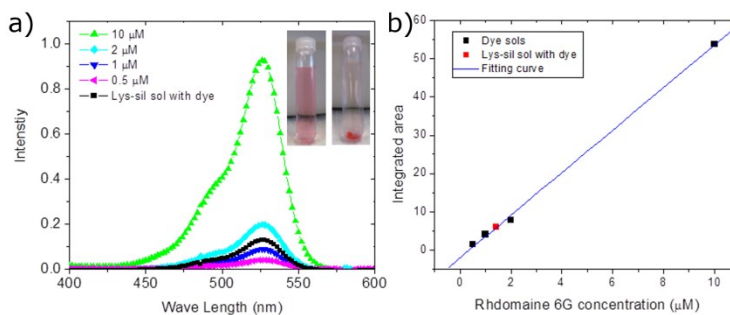 a)
10 μM
2 μM
1 μM
0.5 μM
Lys-sil sol with dye
1.0
0.8
0.6
0.4
0.2
0.0
Intenstiy
400 450 500 550 600
Wave Length (nm)
b)
Dye sols
Lys-sil sol with dye
Fitting curve
60
50
40
30
20
10
0
Integrated area
0 2 4 6 8 10
Rhdomaine 6G concentration (μM)